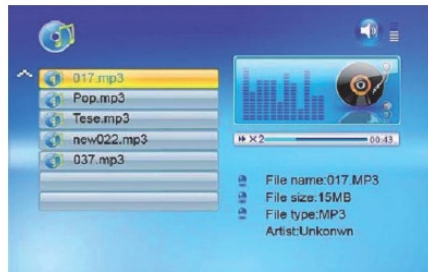 017.mp3
Pop.mp3
Tese.mp3
new022.mp3
037.mp3
X2
00:43
File name:017.MP3
File size:15MB
File type:MP3
Artist:Unkonwn